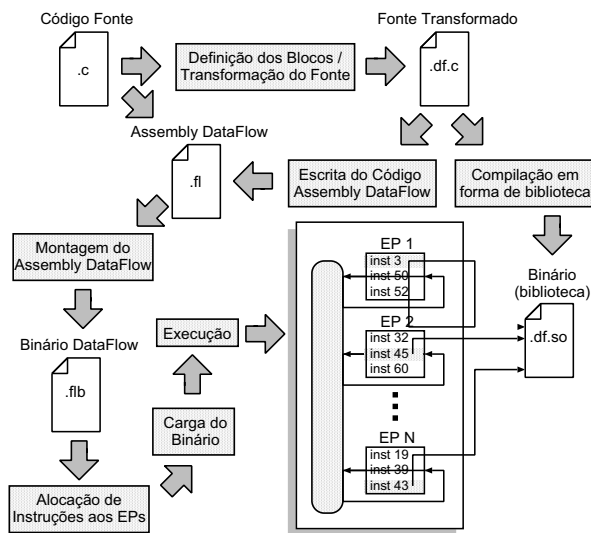 Código Fonte
.c
Definição dos Blocos /
Transformação do Fonte
Fonte Transformado
.df.c
Assembly DataFlow
.fl
Escrita do Código
Assembly DataFlow
Compilação em
forma de biblioteca
Montagem do
Assembly DataFlow
Binário DataFlow
.flb
Alocação de
Instruções aos EPs
Carga do
Binário
Execução
EP 1
inst 3
inst 50
inst 52
EP 2
inst 32
inst 45
inst 60
EP N
inst 19
inst 39
inst 43
Binário
(biblioteca)
.df.so